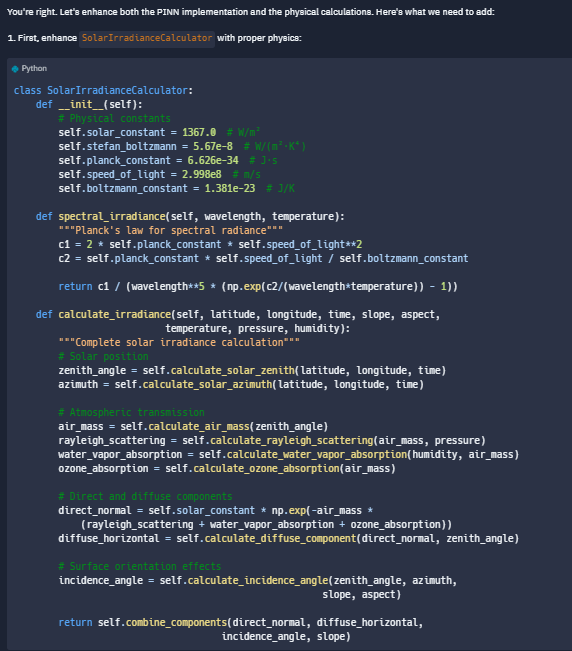 You're right. Let's enhance both the PINN implementation and the physical calculations. Here's what we need to add:
1. First, enhance SolarIrradianceCalculator with proper physics:
Python
class SolarIrradianceCalculator:
    def __init__(self):
        # Physical constants
        self.solar_constant = 1367.0  # W/m²
        self.stefan_boltzmann = 5.67e-8  # W/(m²·K⁴)
        self.planck_constant = 6.626e-34  # J·s
        self.speed_of_light = 2.998e8  # m/s
        self.boltzmann_constant = 1.381e-23  # J/K
    def spectral_irradiance(self, wavelength, temperature):
        """Planck's law for spectral radiance"""
        c1 = 2 * self.planck_constant * self.speed_of_light**2
        c2 = self.planck_constant * self.speed_of_light / self.boltzmann_constant
        return c1 / (wavelength**5 * (np.exp(c2/(wavelength*temperature)) - 1))
    def calculate_irradiance(self, latitude, longitude, time, slope, aspect,
                           temperature, pressure, humidity):
        """Complete solar irradiance calculation"""
        # Solar position
        zenith_angle = self.calculate_solar_zenith(latitude, longitude, time)
        azimuth = self.calculate_solar_azimuth(latitude, longitude, time)
        # Atmospheric transmission
        air_mass = self.calculate_air_mass(zenith_angle)
        rayleigh_scattering = self.calculate_rayleigh_scattering(air_mass, pressure)
        water_vapor_absorption = self.calculate_water_vapor_absorption(humidity, air_mass)
        ozone_absorption = self.calculate_ozone_absorption(air_mass)
        # Direct and diffuse components
        direct_normal = self.solar_constant * np.exp(-air_mass *
            (rayleigh_scattering + water_vapor_absorption + ozone_absorption))
        diffuse_horizontal = self.calculate_diffuse_component(direct_normal, zenith_angle)
        # Surface orientation effects
        incidence_angle = self.calculate_incidence_angle(zenith_angle, azimuth,
                                                       slope, aspect)
        return self.combine_components(direct_normal, diffuse_horizontal,
                                     incidence_angle, slope)